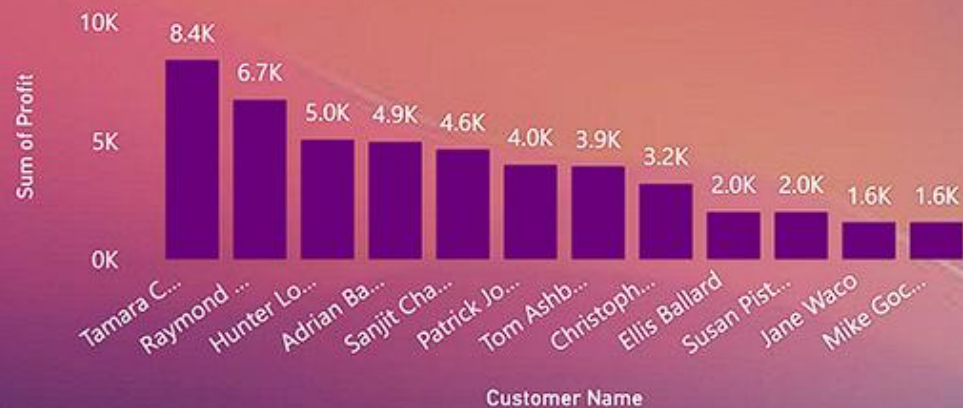 Sum of Profit
10K
5K
0K
8.4K
6.7K
5.0K
4.9K
4.6K
4.0K
3.9K
3.2K
2.0K
2.0K
1.6K
1.6K
Tamara C...
Raymond ...
Hunter Lo...
Adrian Ba...
Sanjit Cha...
Patrick Jo...
Tom Ashb...
Christoph...
Ellis Ballard
Susan Pist...
Jane Waco
Mike Goc...
Customer Name